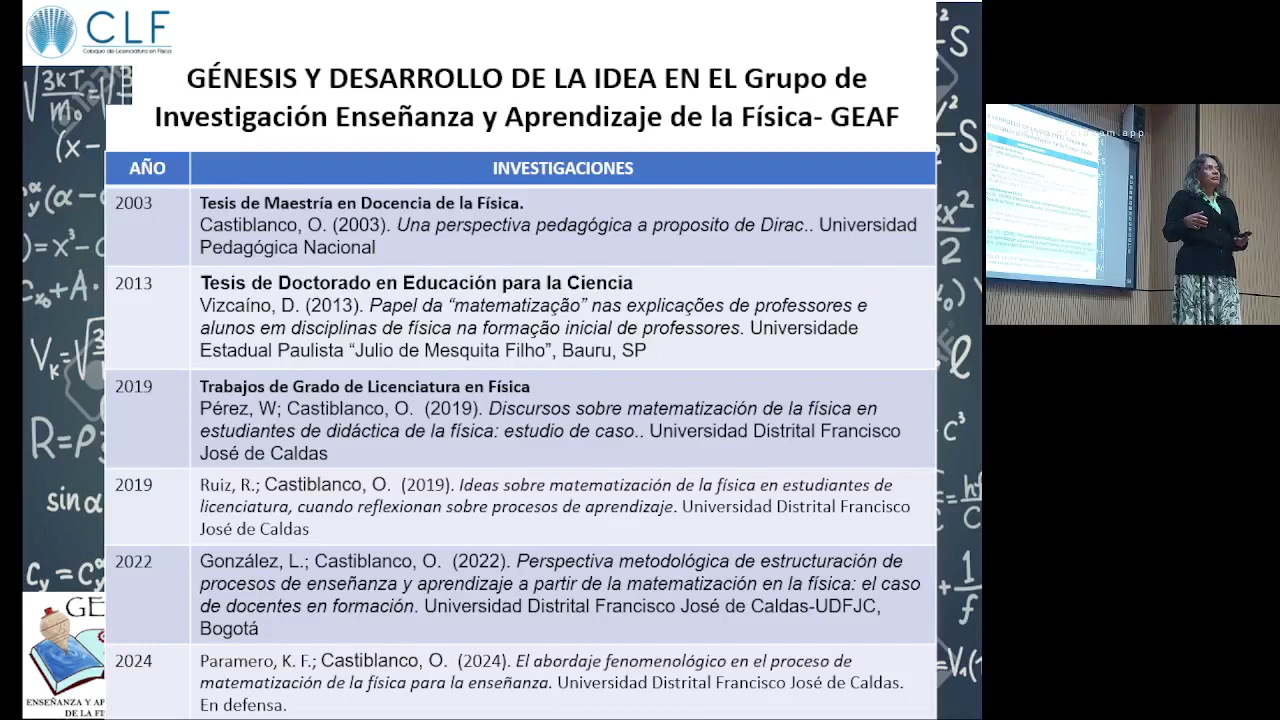 CLF
Coloquio de Licenciatura en Física
GÉNESIS Y DESARROLLO DE LA IDEA EN EL Grupo de
Investigación Enseñanza y Aprendizaje de la Física- GEAF
AÑO INVESTIGACIONES
2003 Tesis de Maestría en Docencia de la Física.
Castiblanco, O. (2003). Una perspectiva pedagógica a proposito de Dirac.. Universidad
Pedagógica Nacional
2013 Tesis de Doctorado en Educación para la Ciencia
Vizcaíno, D. (2013). Papel da “matematização” nas explicações de professores e
alunos em disciplinas de física na formação inicial de professores. Universidade
Estadual Paulista “Julio de Mesquita Filho”, Bauru, SP
2019 Trabajos de Grado de Licenciatura en Física
Pérez, W; Castiblanco, O. (2019). Discursos sobre matematización de la física en
estudiantes de didáctica de la física: estudio de caso.. Universidad Distrital Francisco
José de Caldas
2019 Ruiz, R.; Castiblanco, O. (2019). Ideas sobre matematización de la física en estudiantes de
licenciatura, cuando reflexionan sobre procesos de aprendizaje. Universidad Distrital Francisco
José de Caldas
2022 González, L.; Castiblanco, O. (2022). Perspectiva metodológica de estructuración de
procesos de enseñanza y aprendizaje a partir de la matematización en la física: el caso
de docentes en formación. Universidad Distrital Francisco José de Caldas-UDFJC,
Bogotá
2024 Paramero, K. F.; Castiblanco, O. (2024). El abordaje fenomenológico en el proceso de
matematización de la física para la enseñanza. Universidad Distrital Francisco José de Caldas.
En defensa.
GE
ENSEÑANZA Y AP
DE LA FÍ